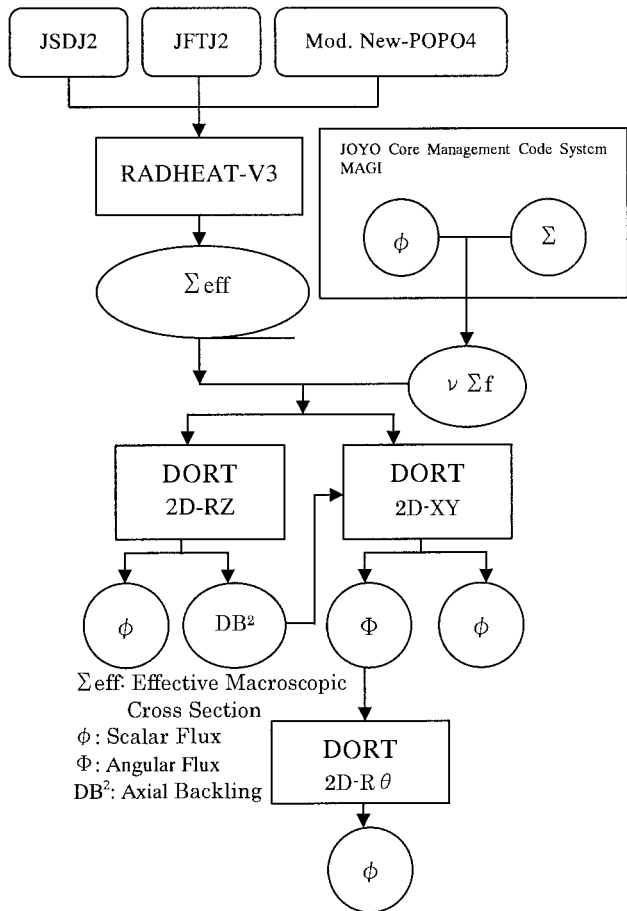 JSDJ2
JFTJ2
Mod. New-POPO4
RADHEAT-V3
JOYO Core Management Code System
MAGI
ϕ
Σ
Σeff
ν Σf
DORT
2D-RZ
DORT
2D-XY
ϕ
DB²
Φ
ϕ
Σeff: Effective Macroscopic
Cross Section
ϕ: Scalar Flux
Φ: Angular Flux
DB²: Axial Backling
DORT
2D-R θ
ϕ